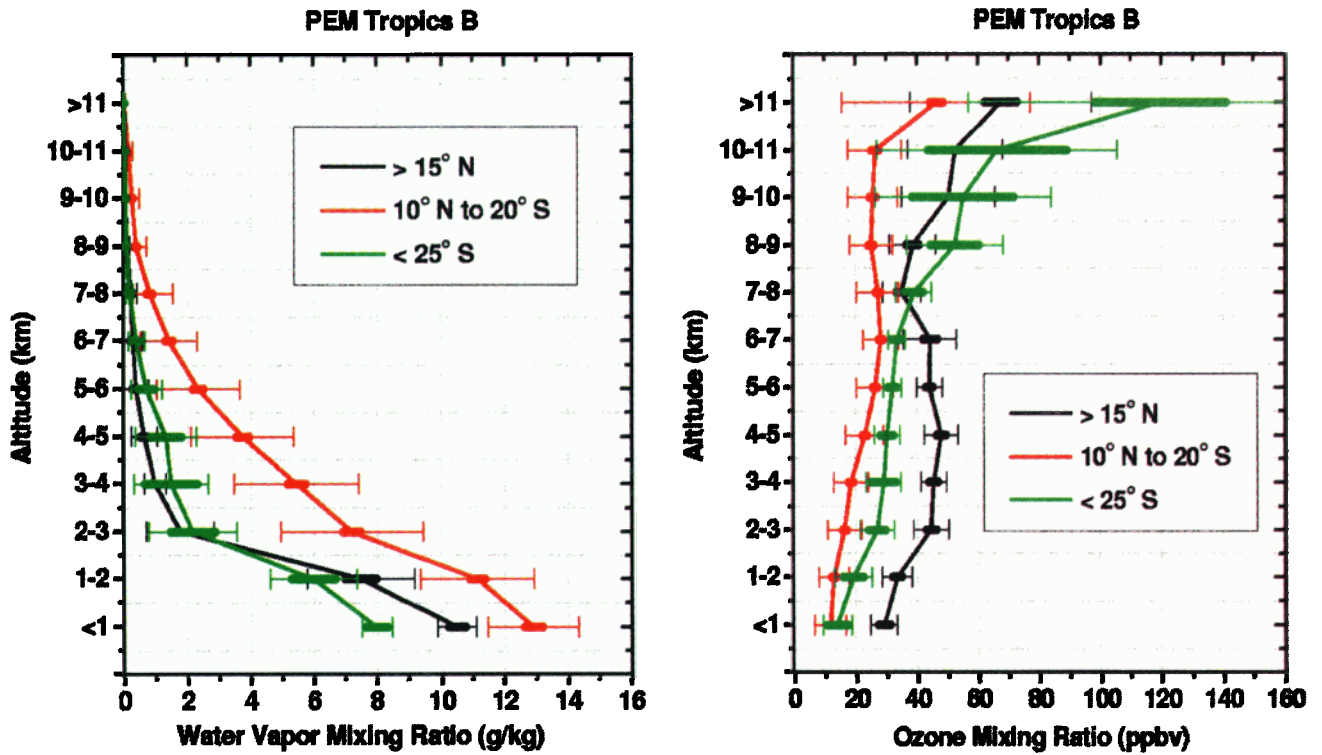 PEM Tropics B
>11
10-11
9-10
8-9
7-8
6-7
5-6
4-5
3-4
2-3
1-2
<1
Altitude (km)
> 15° N
10° N to 20° S
< 25° S
0 2 4 6 8 10 12 14 16
Water Vapor Mixing Ratio (g/kg)
PEM Tropics B
>11
10-11
9-10
8-9
7-8
6-7
5-6
4-5
3-4
2-3
1-2
<1
Altitude (km)
> 15° N
10° N to 20° S
< 25° S
0 20 40 60 80 100 120 140 160
Ozone Mixing Ratio (ppbv)